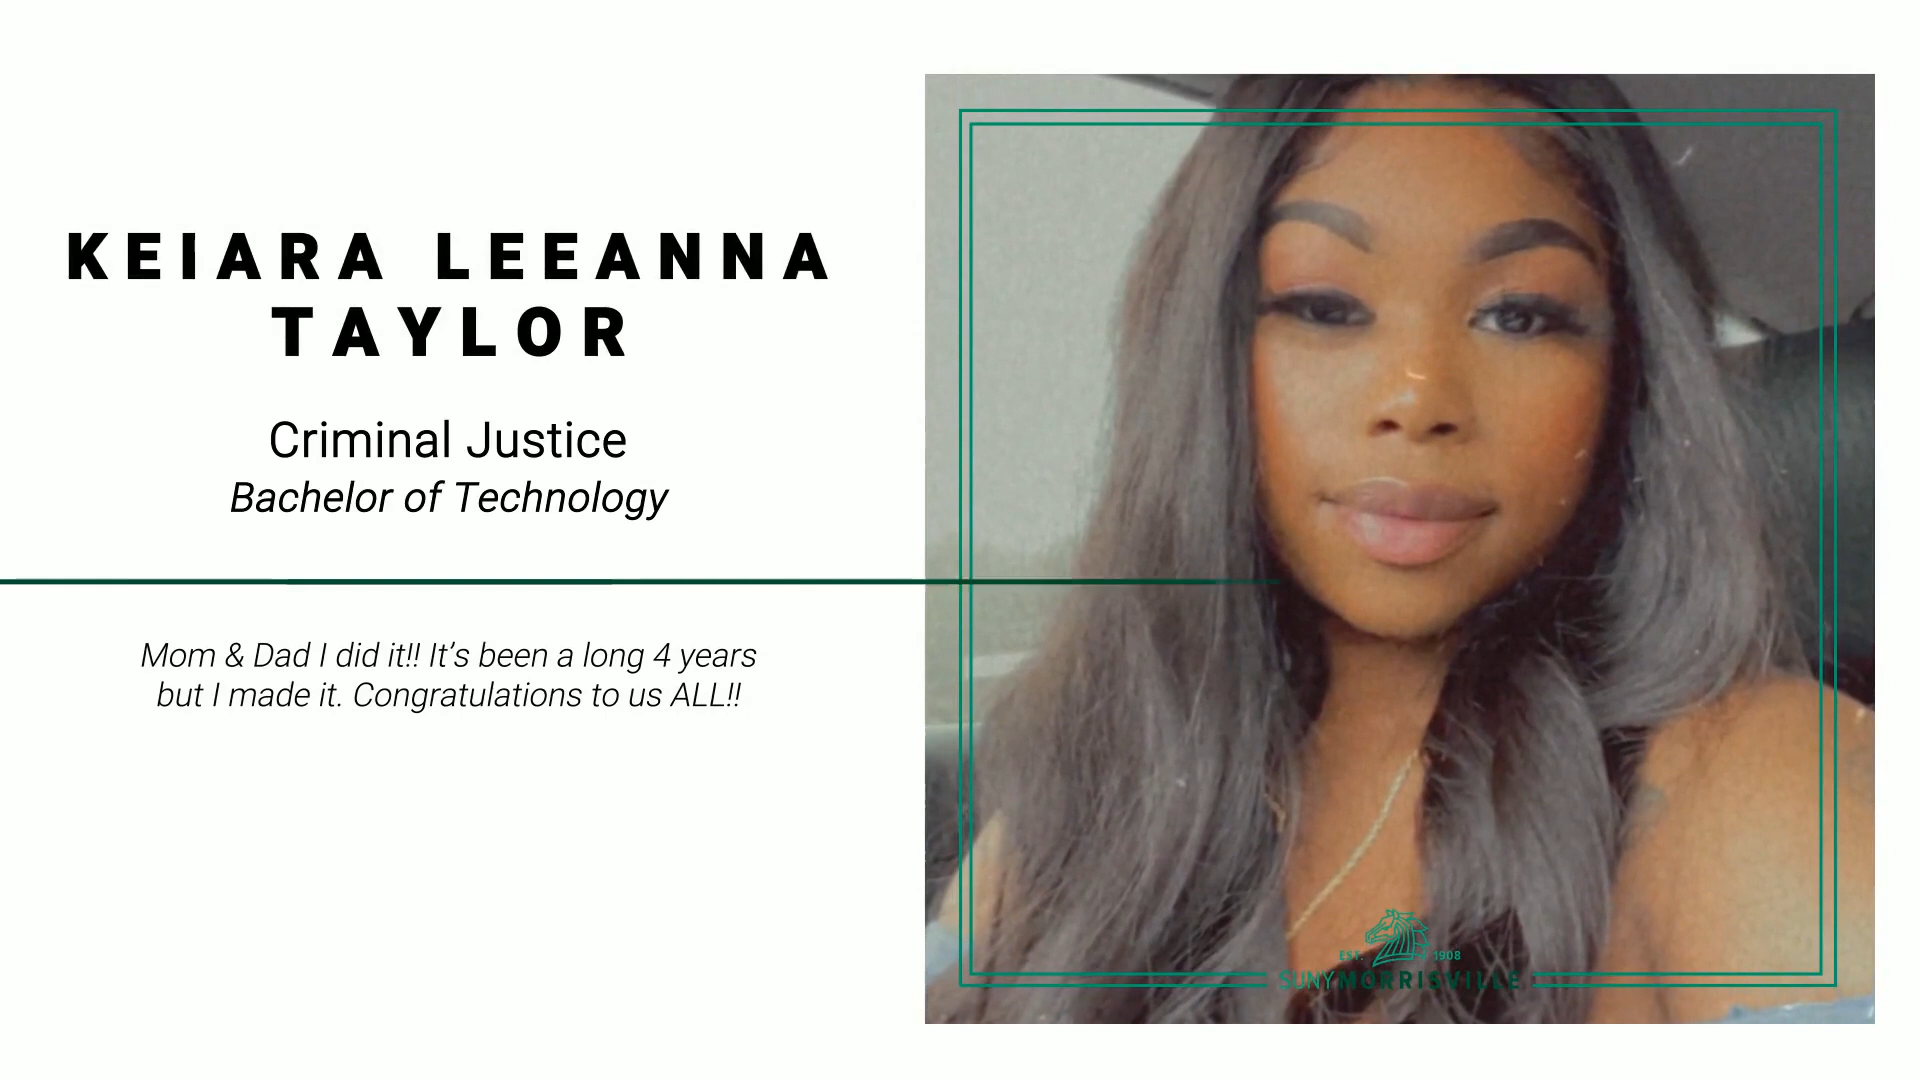 KEIARA LEEANNA
TAYLOR
Criminal Justice
Bachelor of Technology
Mom & Dad I did it!! It’s been a long 4 years
but I made it. Congratulations to us ALL!!
EST. 1908
SUNYMORRISVILLE